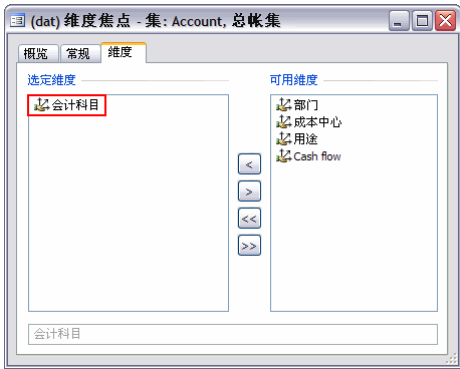 (dat) 维度焦点 - 集: Account, 总帐集
概览 常规 维度
选定维度 可用维度
会计科目
部门
成本中心
用途
Cash flow
<
>
<<
>>
会计科目